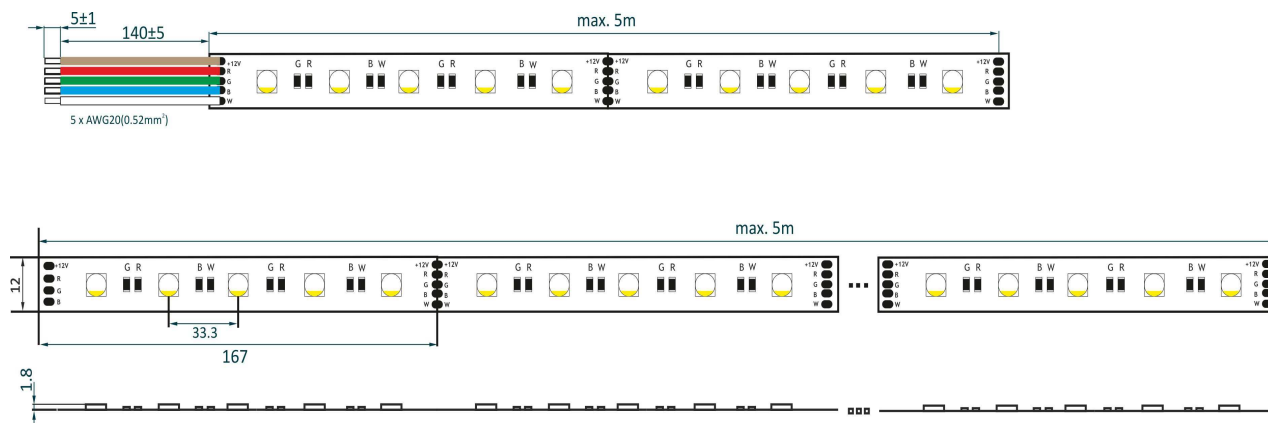 5±1
140±5
max. 5m
+12V G R B W G R B W +12V G R B W G R B W +12V
R R R
G G G
B B B
W W W
5 x AWG20(0.52mm²)
max. 5m
+12V G R B W G R B W +12V +12V G R B W G R B W +12V +12V G R B W G R B W +12V
R R R R R R
G G G G G G
B B B B B B
W W W W W
12
33.3
167
1.8